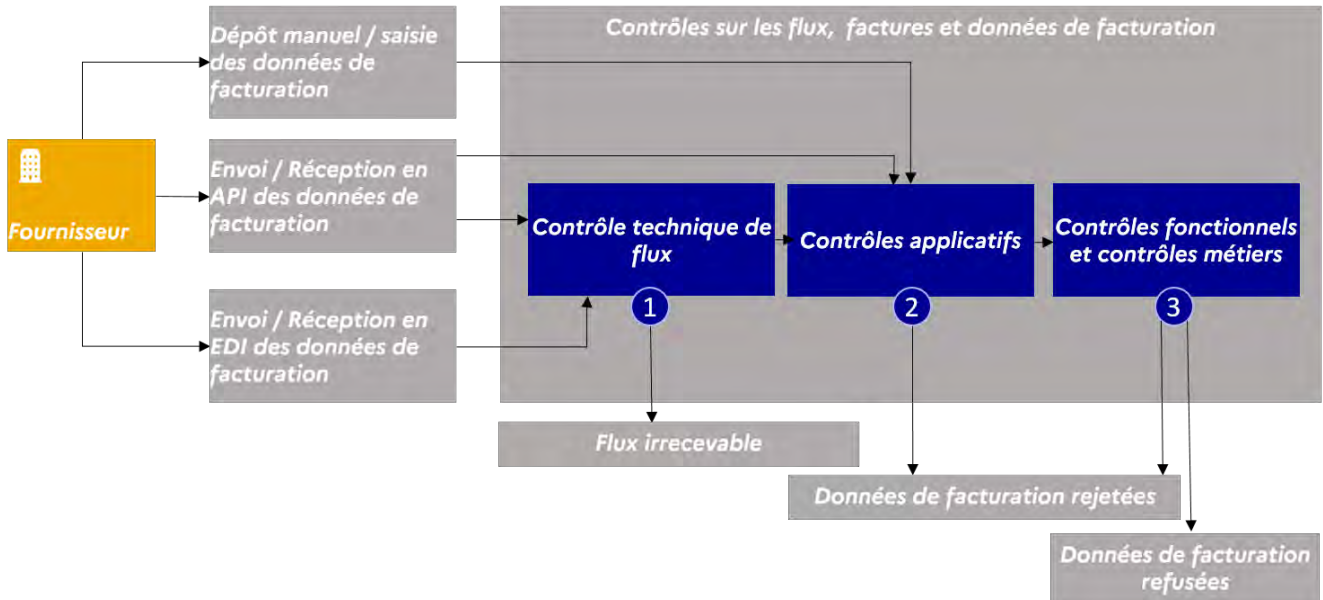 Contrôles sur les flux, factures et données de facturation
Dépôt manuel / saisie
des données de
facturation
Fournisseur
Envoi / Réception en
API des données de
facturation
Envoi / Réception en
EDI des données de
facturation
Contrôle technique de
flux
1
Contrôles applicatifs
2
Contrôles fonctionnels
et contrôles métiers
3
Flux irrecevable
Données de facturation rejetées
Données de facturation
refusées